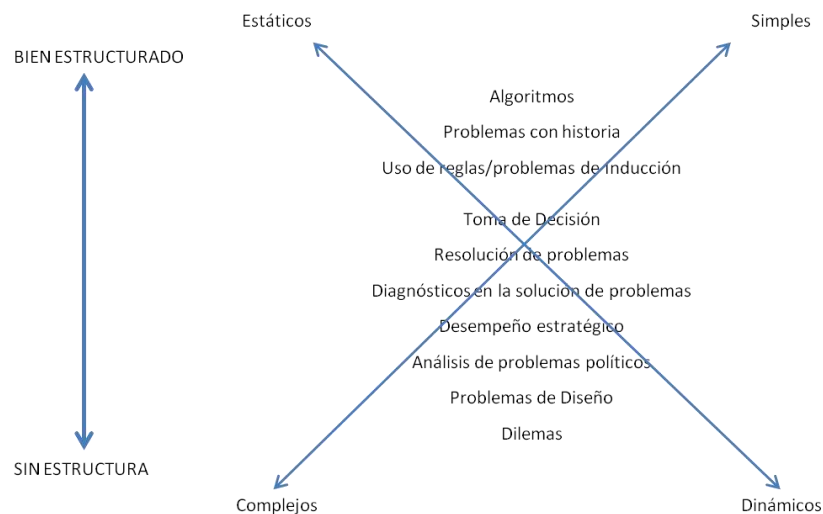 Estáticos
Simples
BIEN ESTRUCTURADO
Algoritmos
Problemas con historia
Uso de reglas/problemas de Inducción
Toma de Decisión
Resolución de problemas
Diagnósticos en la solución de problemas
Desempeño estratégico
Análisis de problemas políticos
Problemas de Diseño
Dilemas
SIN ESTRUCTURA
Complejos
Dinámicos